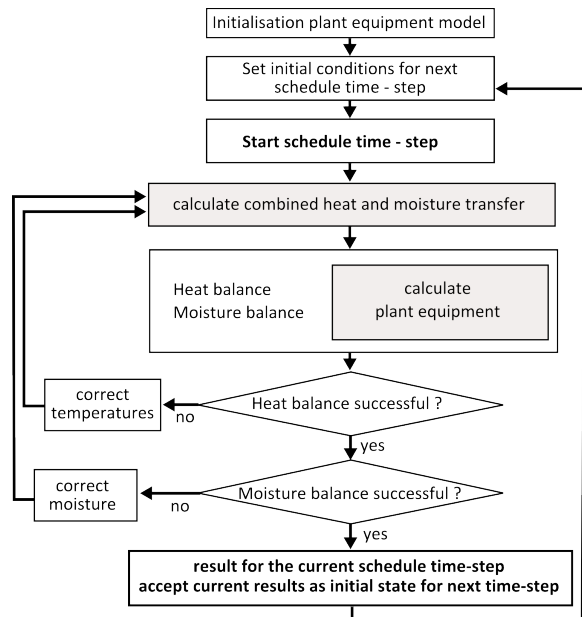 Initialisation plant equipment model
Set initial conditions for next
schedule time - step
Start schedule time - step
calculate combined heat and moisture transfer
Heat balance
Moisture balance
calculate
plant equipment
Heat balance successful ?
correct
temperatures
no
yes
Moisture balance successful ?
correct
moisture
no
yes
result for the current schedule time-step
accept current results as initial state for next time-step